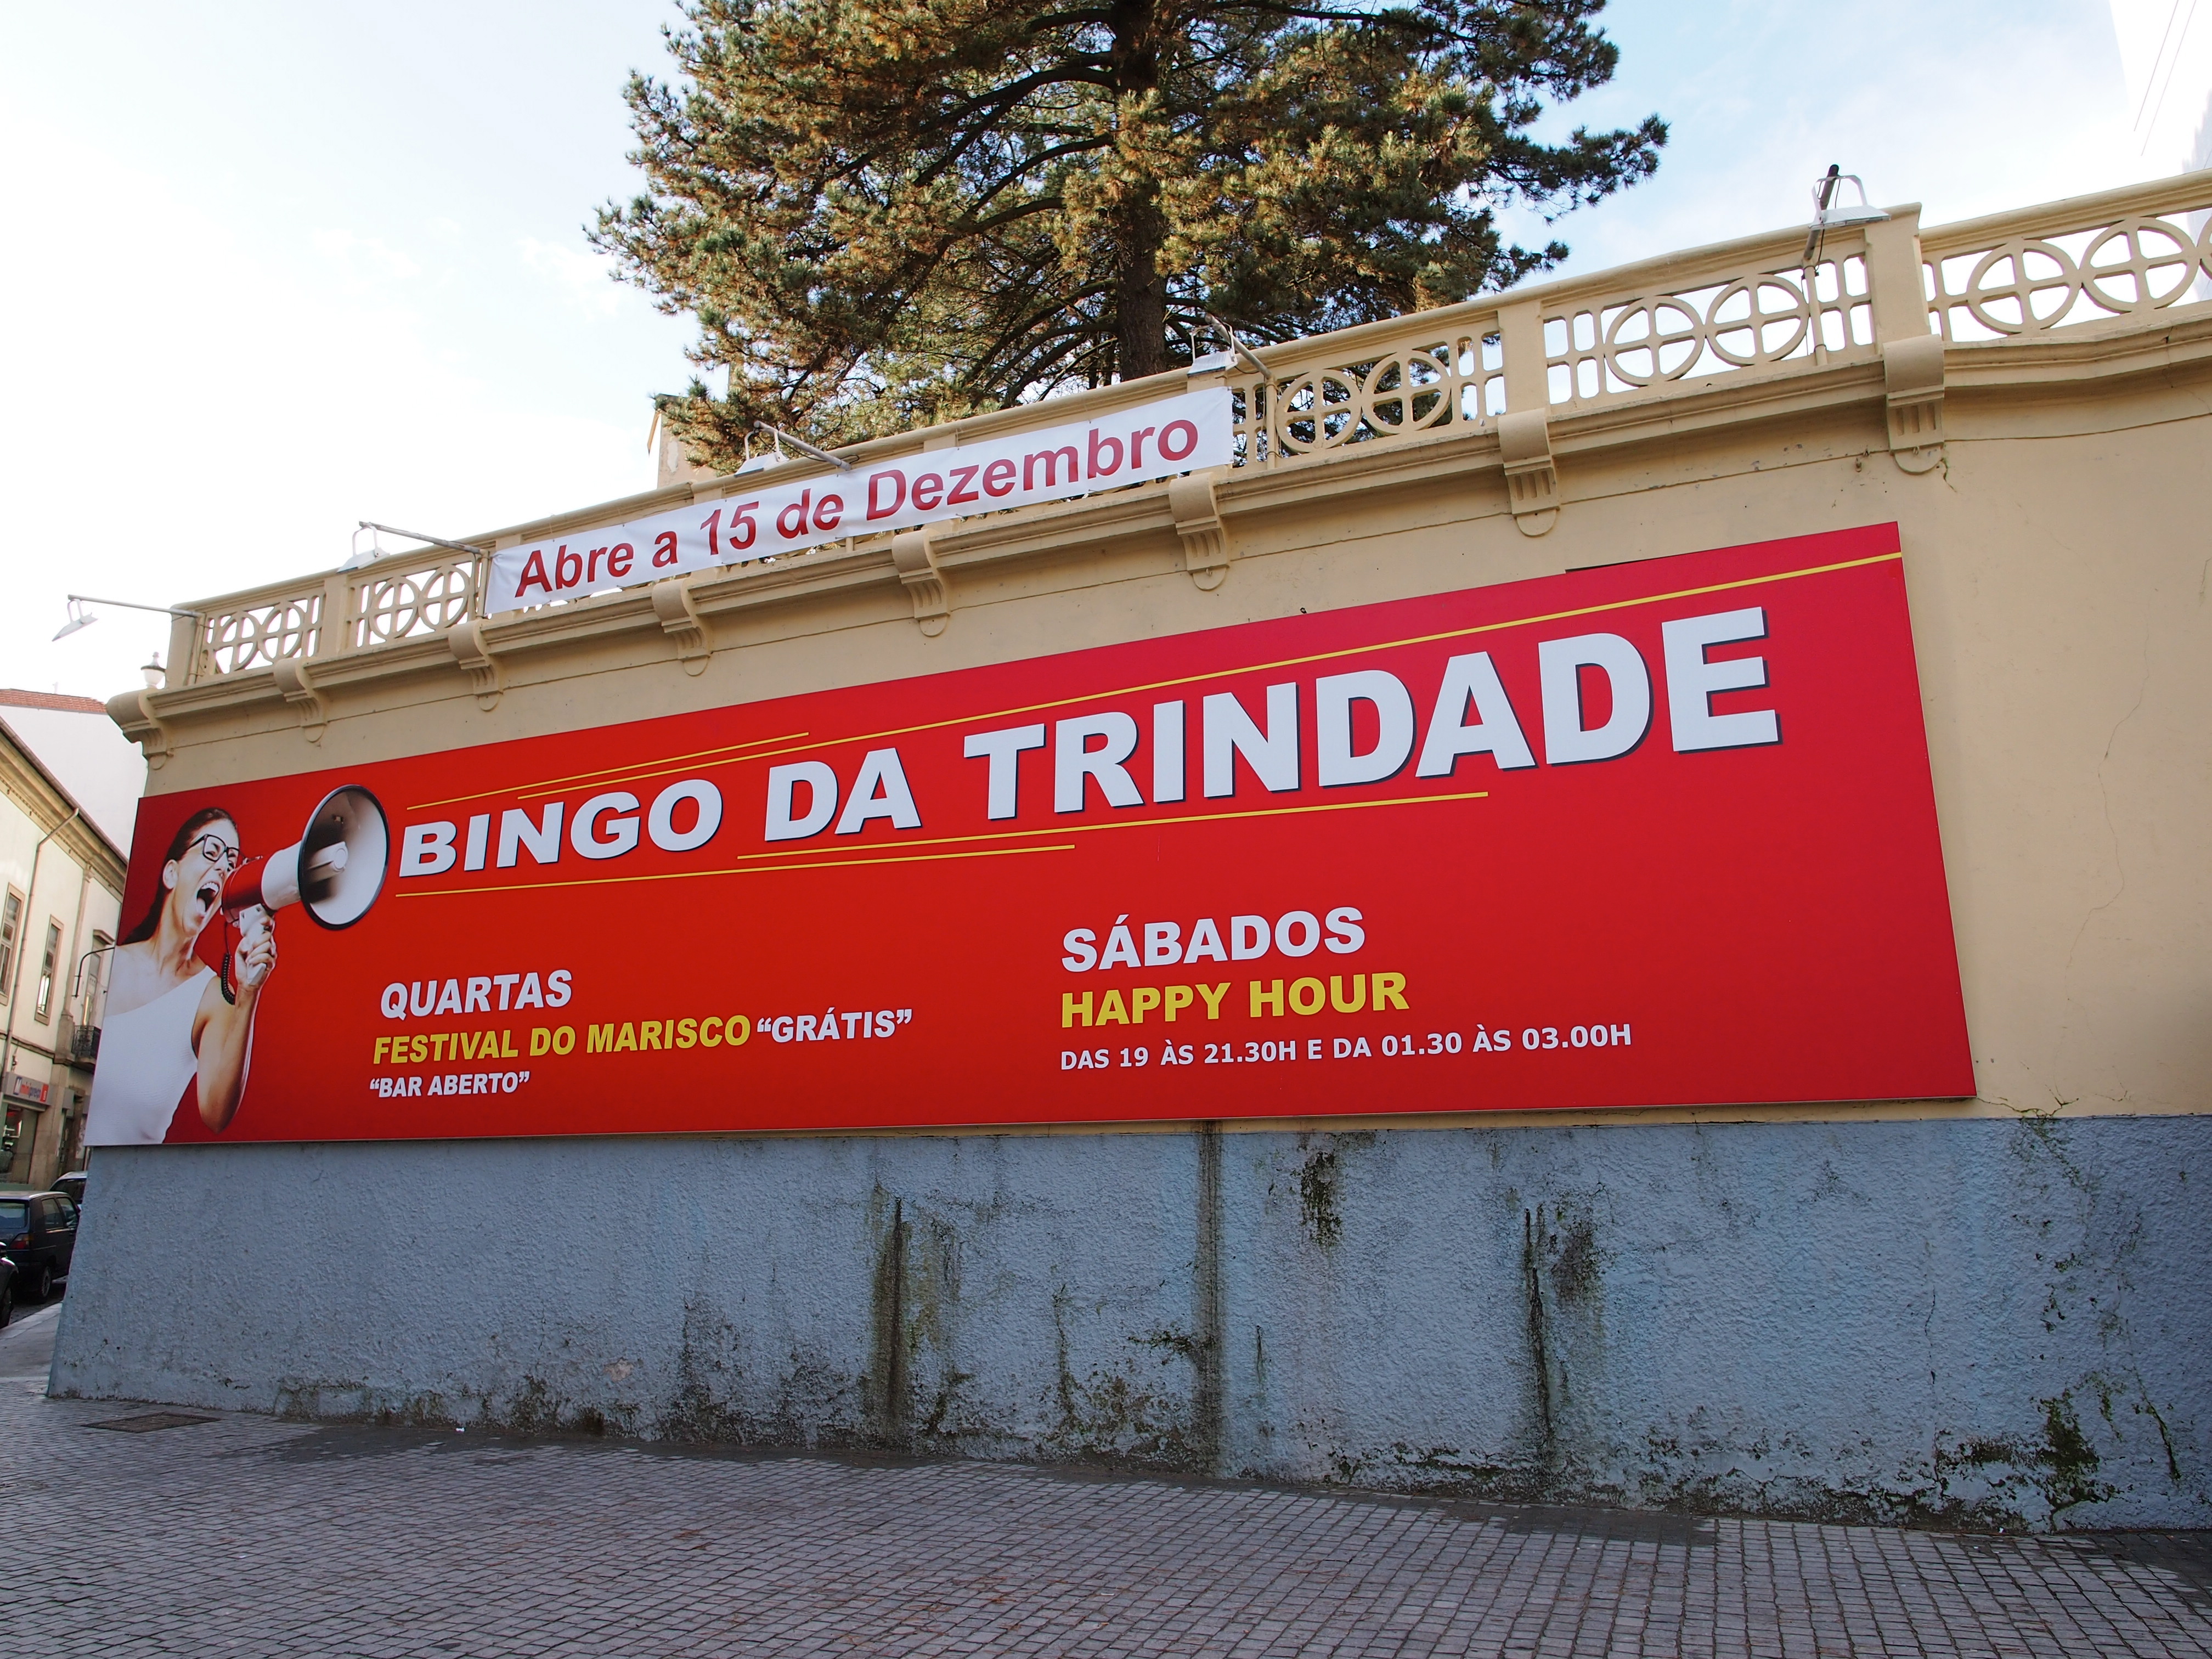 Abre a 15 de Dezembro
BINGO DA TRINDADE
QUARTAS
FESTIVAL DO MARISCO “GRÁTIS”
“BAR ABERTO”
SÁBADOS
HAPPY HOUR
DAS 19 ÀS 21.30H E DA 01.30 ÀS 03.00H